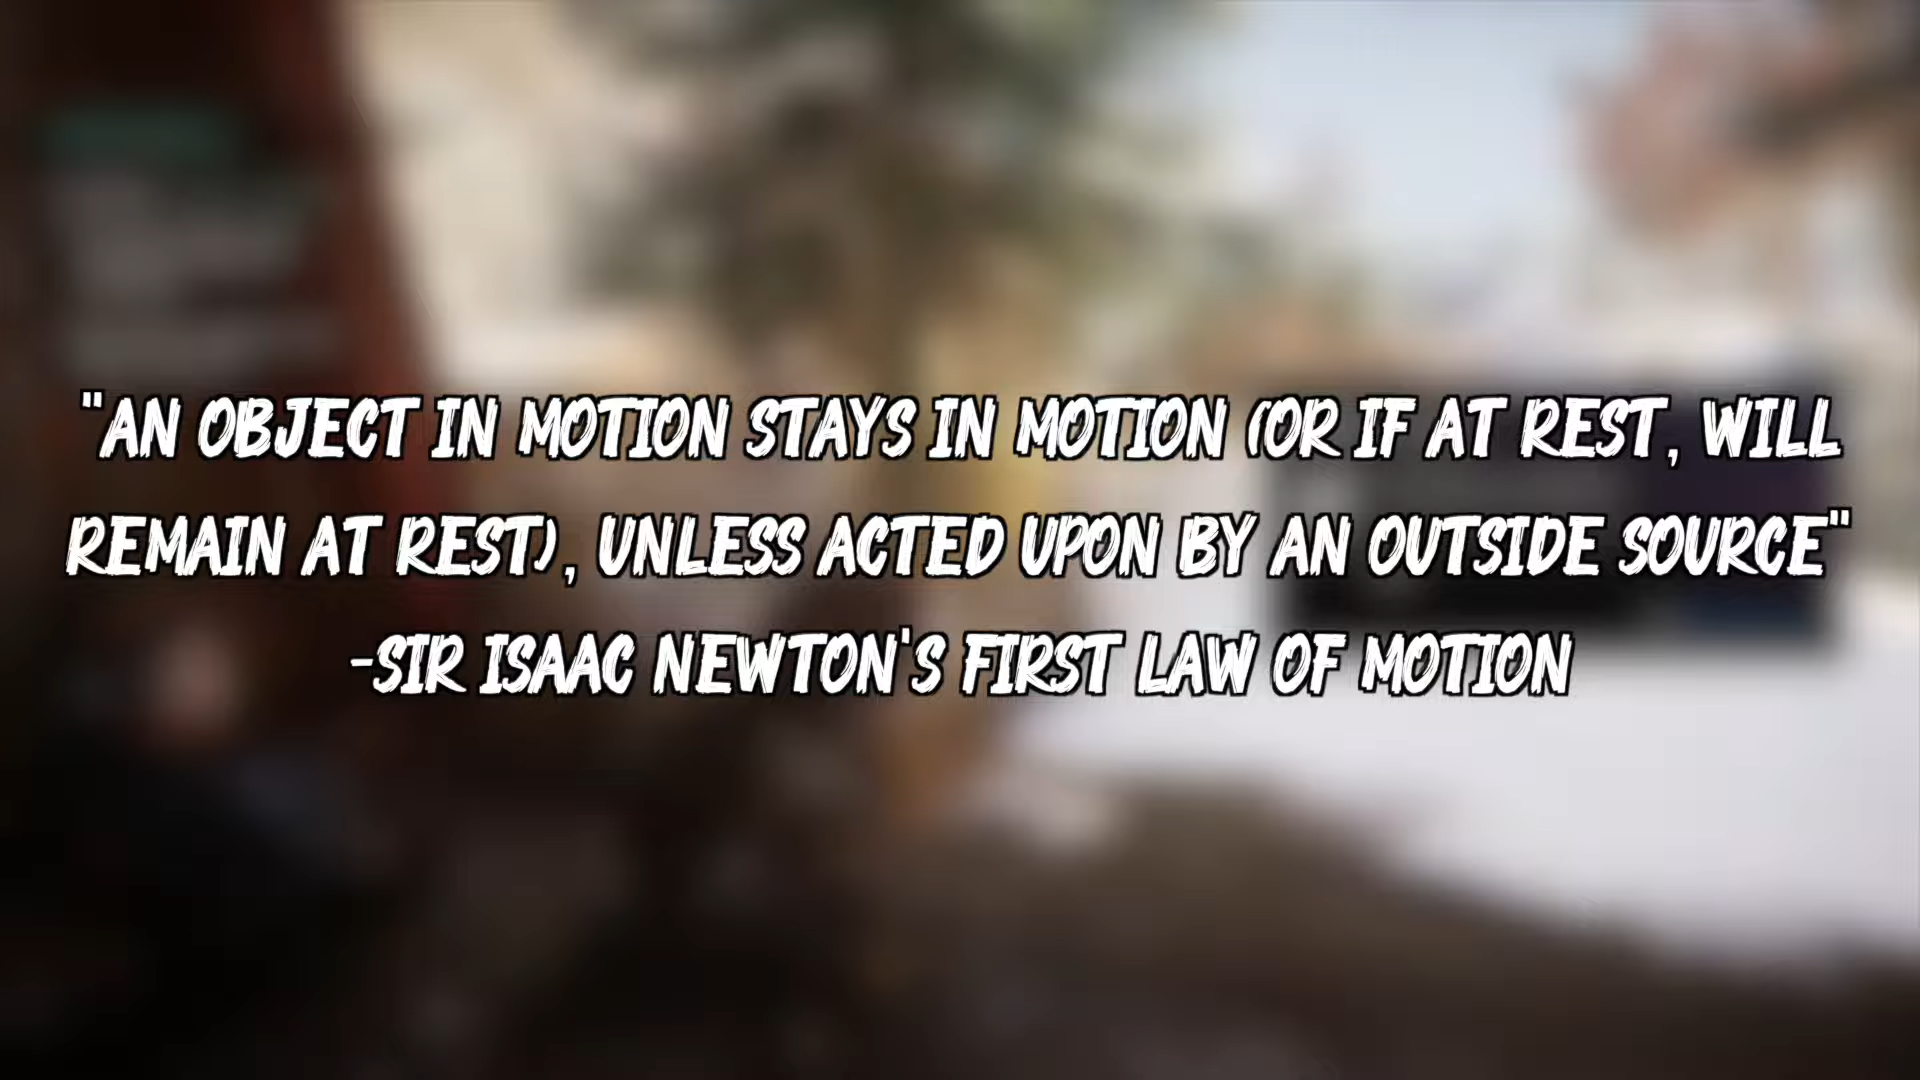 "AN OBJECT IN MOTION STAYS IN MOTION (OR IF AT REST, WILL
REMAIN AT REST), UNLESS ACTED UPON BY AN OUTSIDE SOURCE"
-SIR ISAAC NEWTON'S FIRST LAW OF MOTION